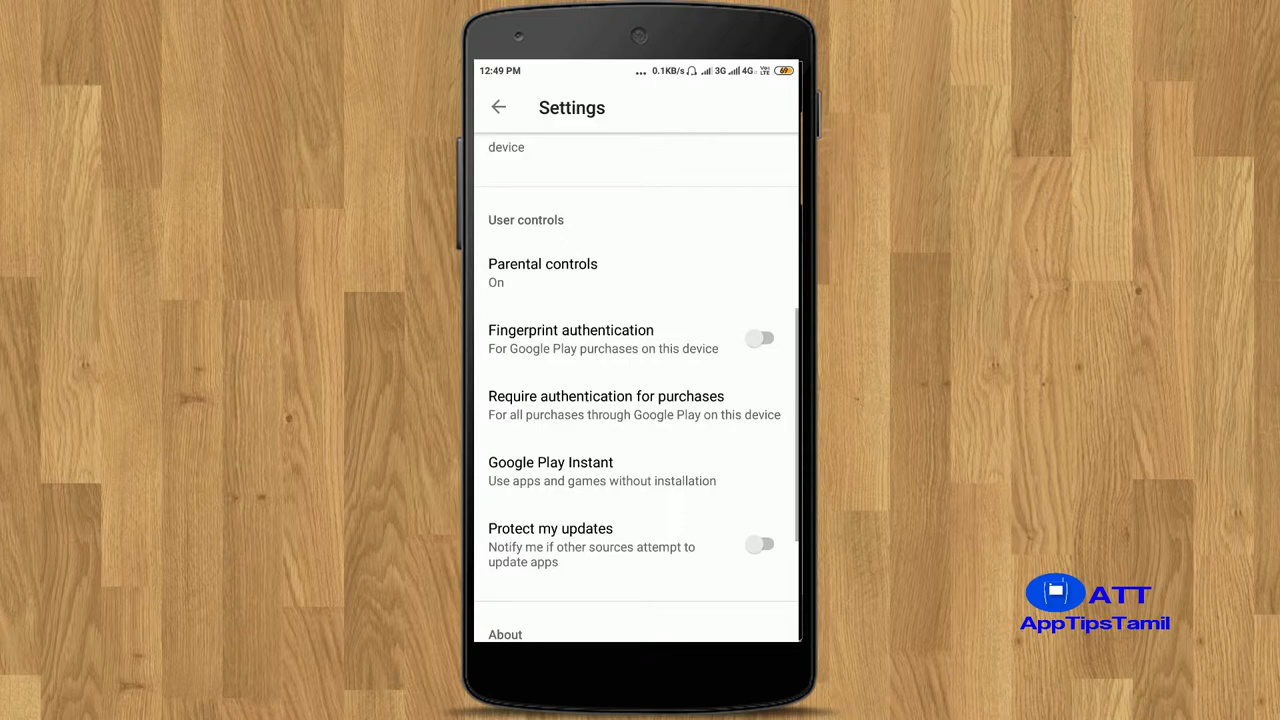 12:49 PM
... 0.1KB/s 3G 4G VoLTE 69
Settings
device
User controls
Parental controls
On
Fingerprint authentication
For Google Play purchases on this device
Require authentication for purchases
For all purchases through Google Play on this device
Google Play Instant
Use apps and games without installation
Protect my updates
Notify me if other sources attempt to
update apps
About
ATT
AppTipsTamil